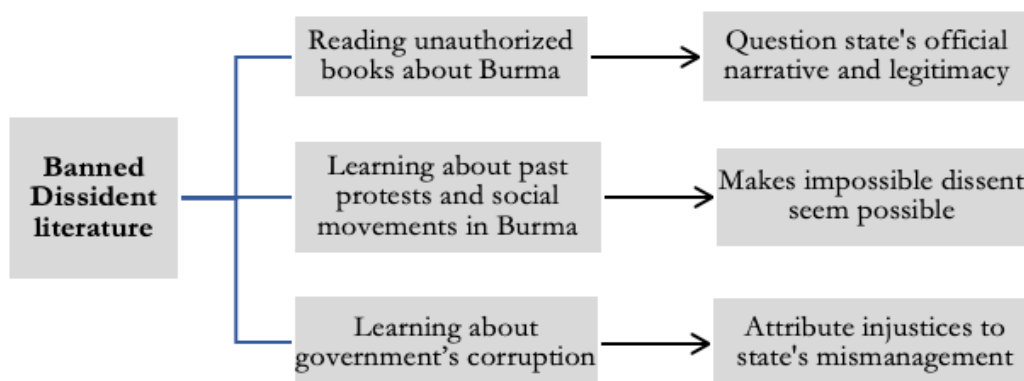 Banned
Dissident
literature
Reading unauthorized
books about Burma
Question state's official
narrative and legitimacy
Learning about past
protests and social
movements in Burma
Makes impossible dissent
seem possible
Learning about
government’s corruption
Attribute injustices to
state's mismanagement